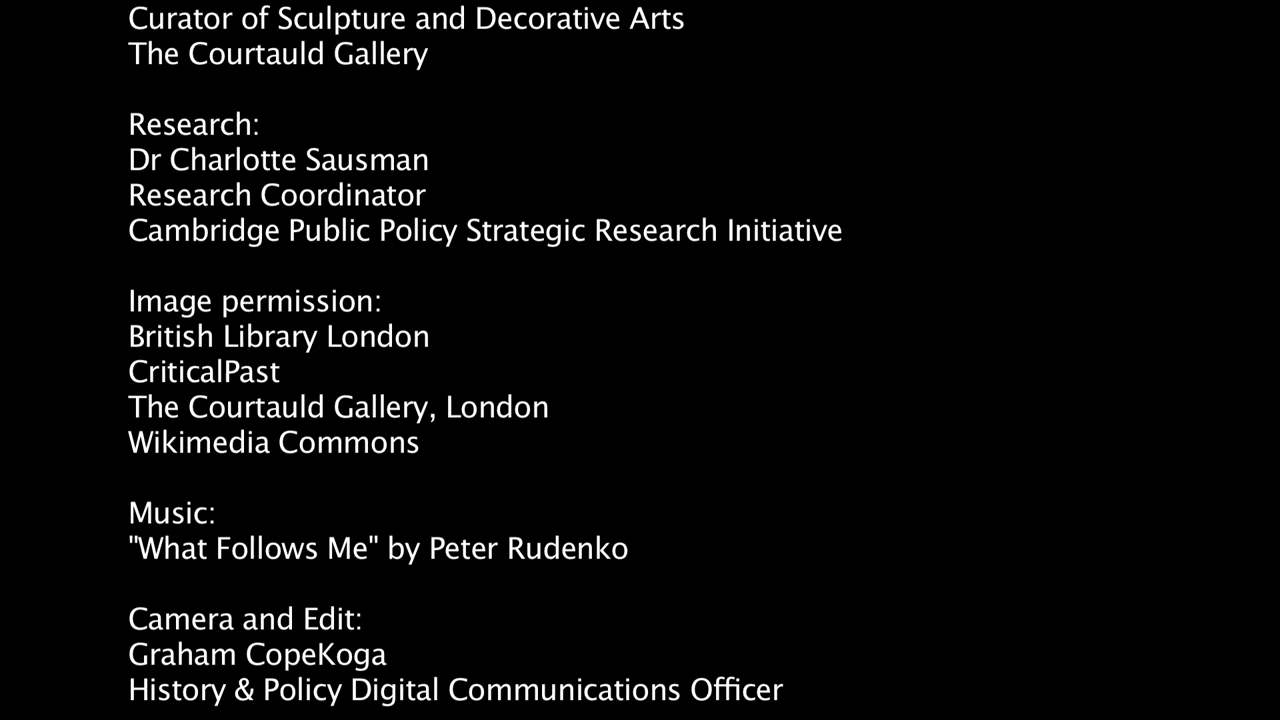 Curator of Sculpture and Decorative Arts
The Courtauld Gallery
Research:
Dr Charlotte Sausman
Research Coordinator
Cambridge Public Policy Strategic Research Initiative
Image permission:
British Library London
CriticalPast
The Courtauld Gallery, London
Wikimedia Commons
Music:
"What Follows Me" by Peter Rudenko
Camera and Edit:
Graham CopeKoga
History & Policy Digital Communications Officer